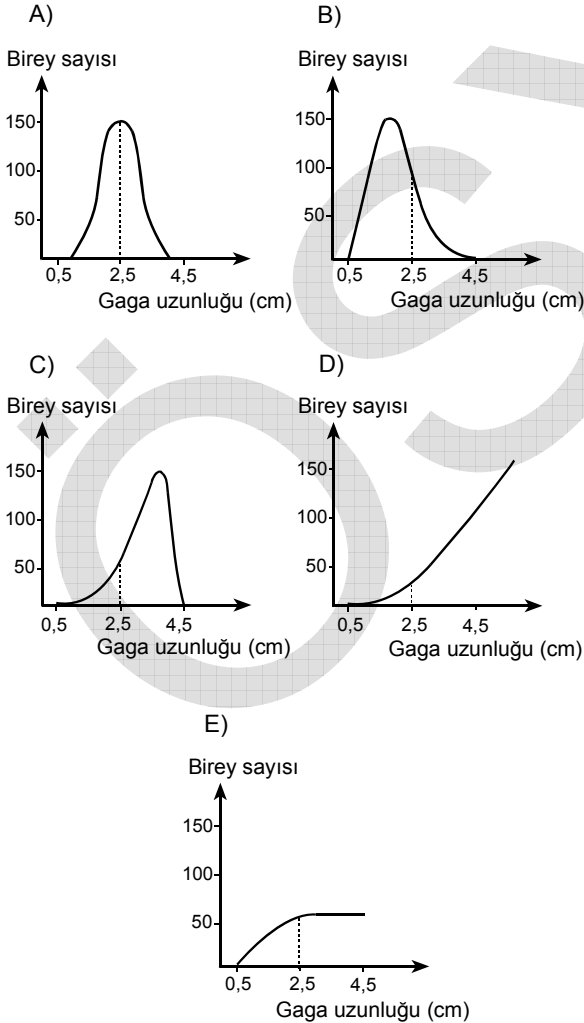 A)
Birey sayısı
150
100
50
0,5 2,5 4,5
Gaga uzunluğu (cm)
B)
Birey sayısı
150
100
50
0,5 2,5 4,5
Gaga uzunluğu (cm)
C)
Birey sayısı
150
100
50
0,5 2,5 4,5
Gaga uzunluğu (cm)
D)
Birey sayısı
150
100
50
0,5 2,5 4,5
Gaga uzunluğu (cm)
E)
Birey sayısı
150
100
50
0,5 2,5 4,5
Gaga uzunluğu (cm)
ÖS